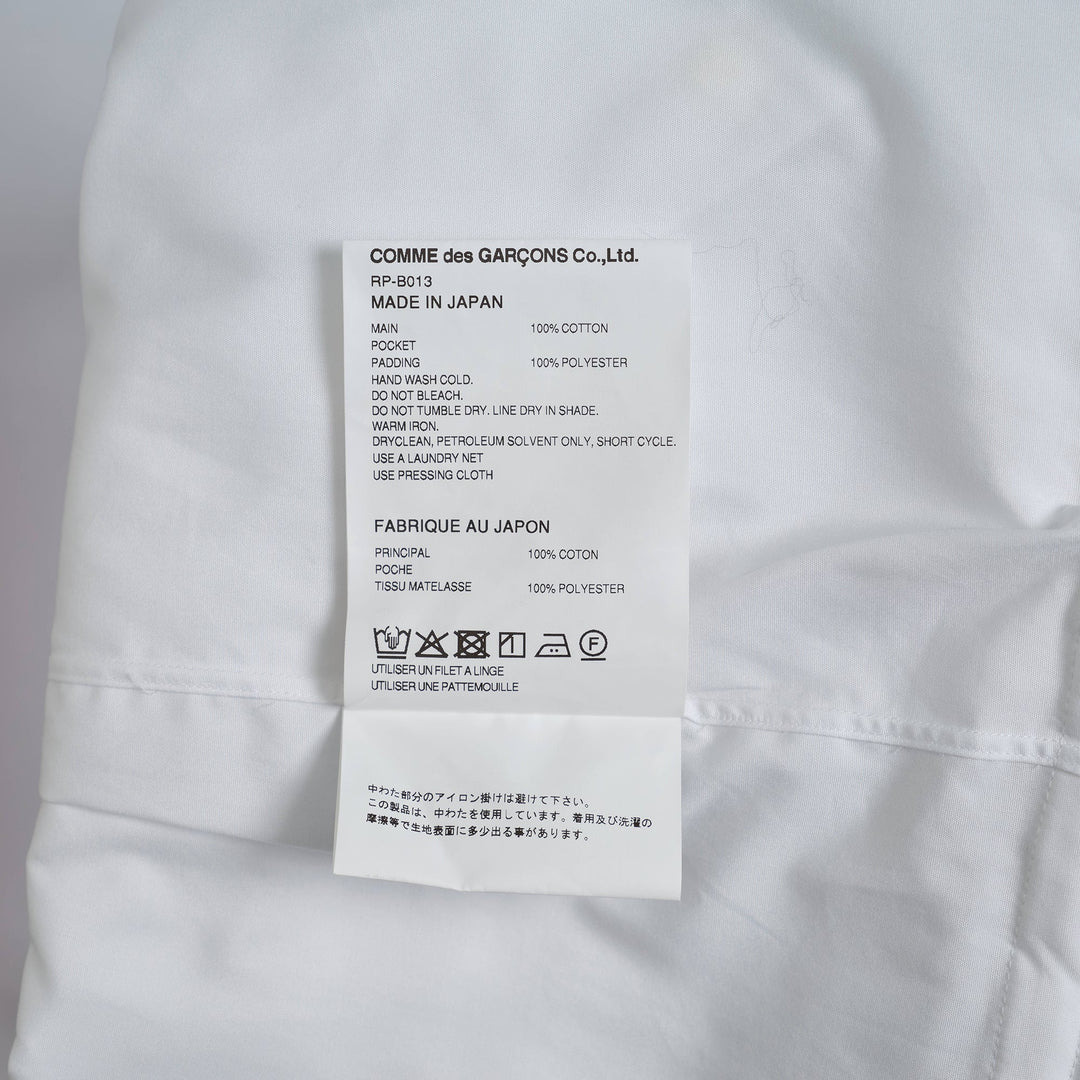 COMME des GARÇONS Co.,Ltd.
RP-B013
MADE IN JAPAN
MAIN 100% COTTON
POCKET
PADDING 100% POLYESTER
HAND WASH COLD.
DO NOT BLEACH.
DO NOT TUMBLE DRY. LINE DRY IN SHADE.
WARM IRON.
DRYCLEAN, PETROLEUM SOLVENT ONLY, SHORT CYCLE.
USE A LAUNDRY NET
USE PRESSING CLOTH
FABRIQUE AU JAPON
PRINCIPAL 100% COTON
POCHE
TISSU MATELASSE 100% POLYESTER
F
UTILISER UN FILET A LINGE
UTILISER UNE PATTEMOUILLE
中わた部分のアイロン掛けは避けて下さい。
この製品は、中わたを使用しています。着用及び洗濯の
摩擦等で生地表面に多少出る事があります。